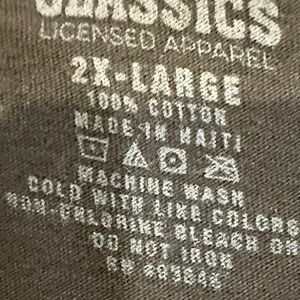 CLASSICS
LICENSED APPAREL
2X-LARGE
100% COTTON
MADE IN HAITI
MACHINE WASH
COLD WITH LIKE COLORS
NON-CHLORINE BLEACH ON
DO NOT IRON